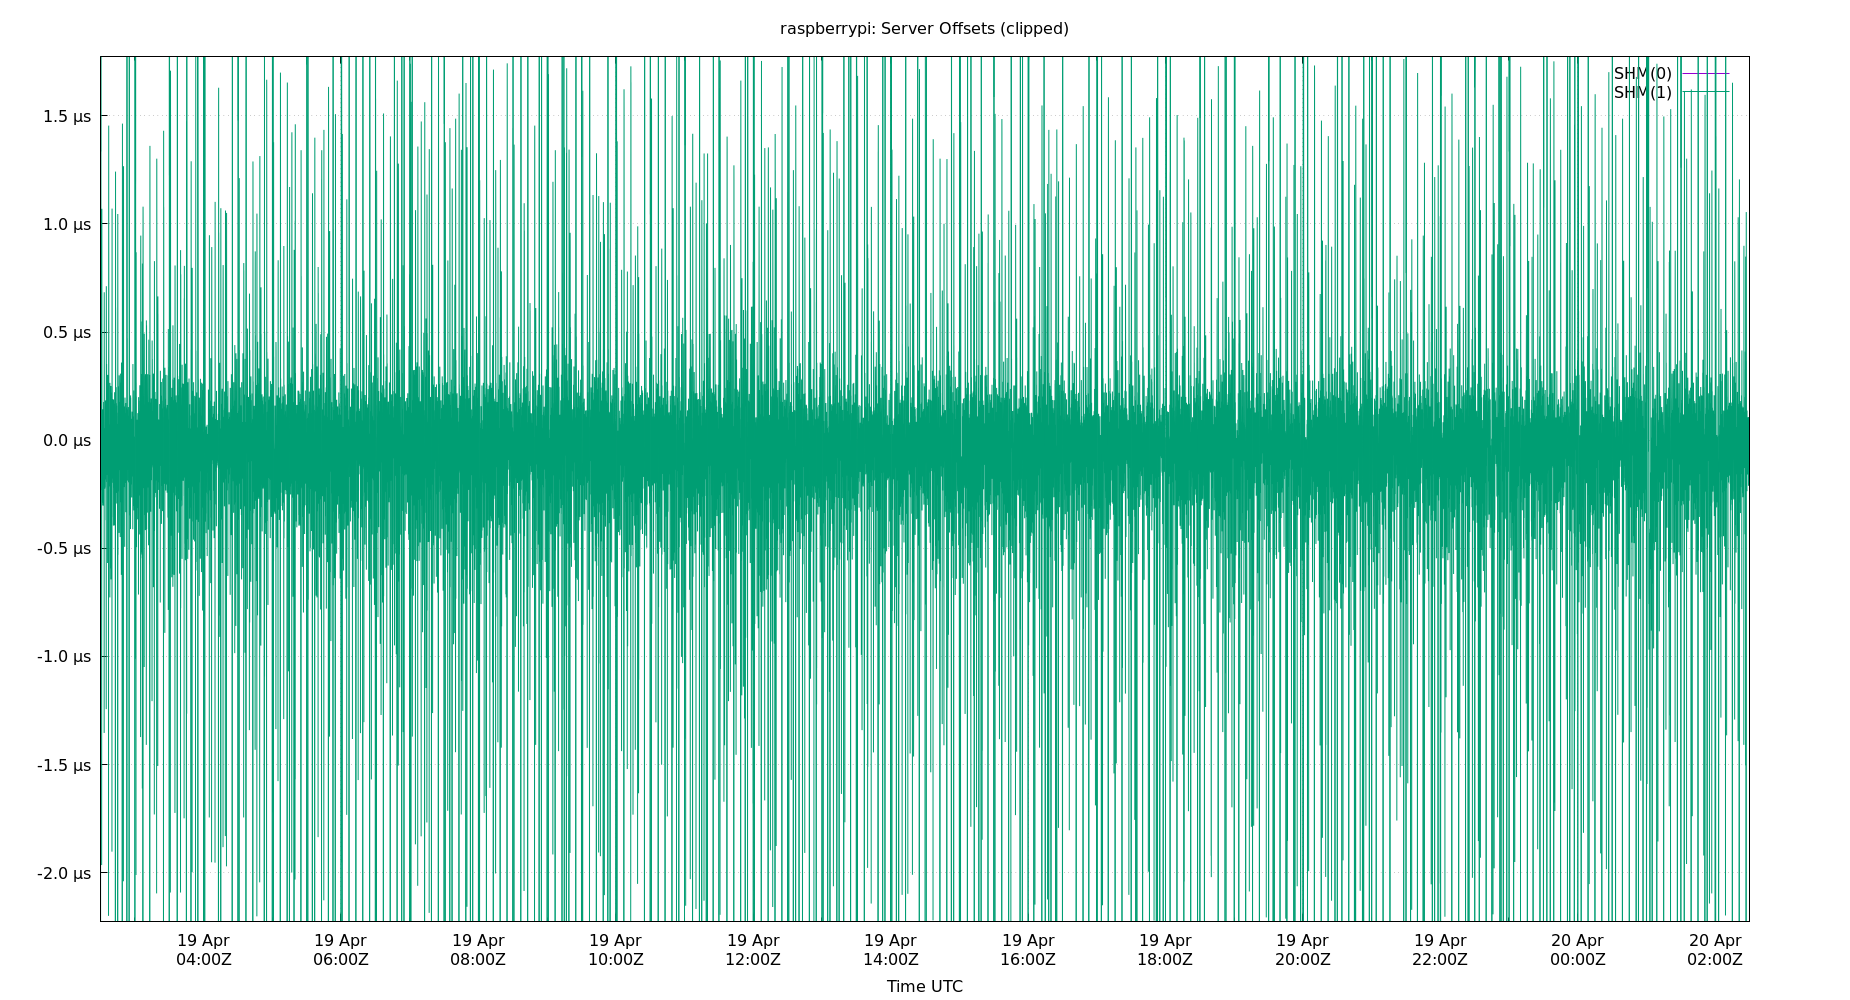 raspberrypi: Server Offsets (clipped)
SHM(0)
SHM(1)
1.5 µs
1.0 µs
0.5 µs
0.0 µs
-0.5 µs
-1.0 µs
-1.5 µs
-2.0 µs
19 Apr 19 Apr 19 Apr 19 Apr 19 Apr 19 Apr 19 Apr 19 Apr 19 Apr 19 Apr 20 Apr 20 Apr
04:00Z 06:00Z 08:00Z 10:00Z 12:00Z 14:00Z 16:00Z 18:00Z 20:00Z 22:00Z 00:00Z 02:00Z
Time UTC